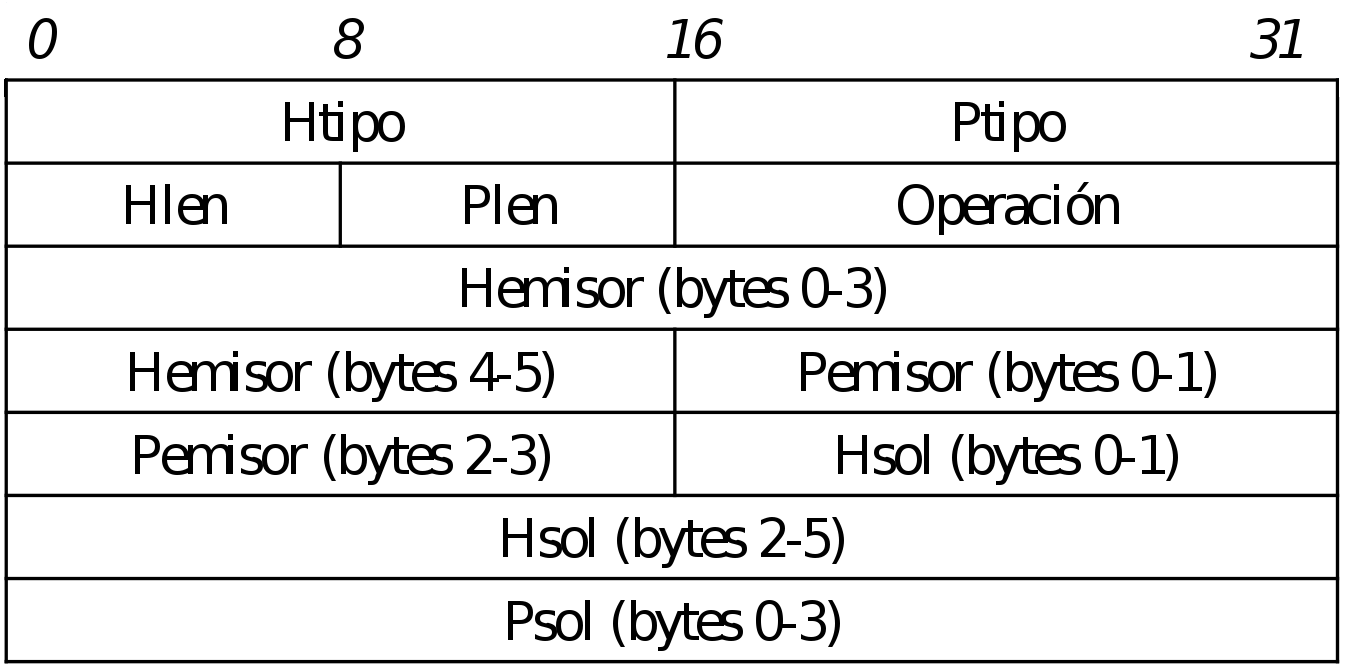 0 8 16 31
Htipo Ptipo
Hlen Plen Operación
Hemisor (bytes 0-3)
Hemisor (bytes 4-5) Pemisor (bytes 0-1)
Pemisor (bytes 2-3) Hsol (bytes 0-1)
Hsol (bytes 2-5)
Psol (bytes 0-3)